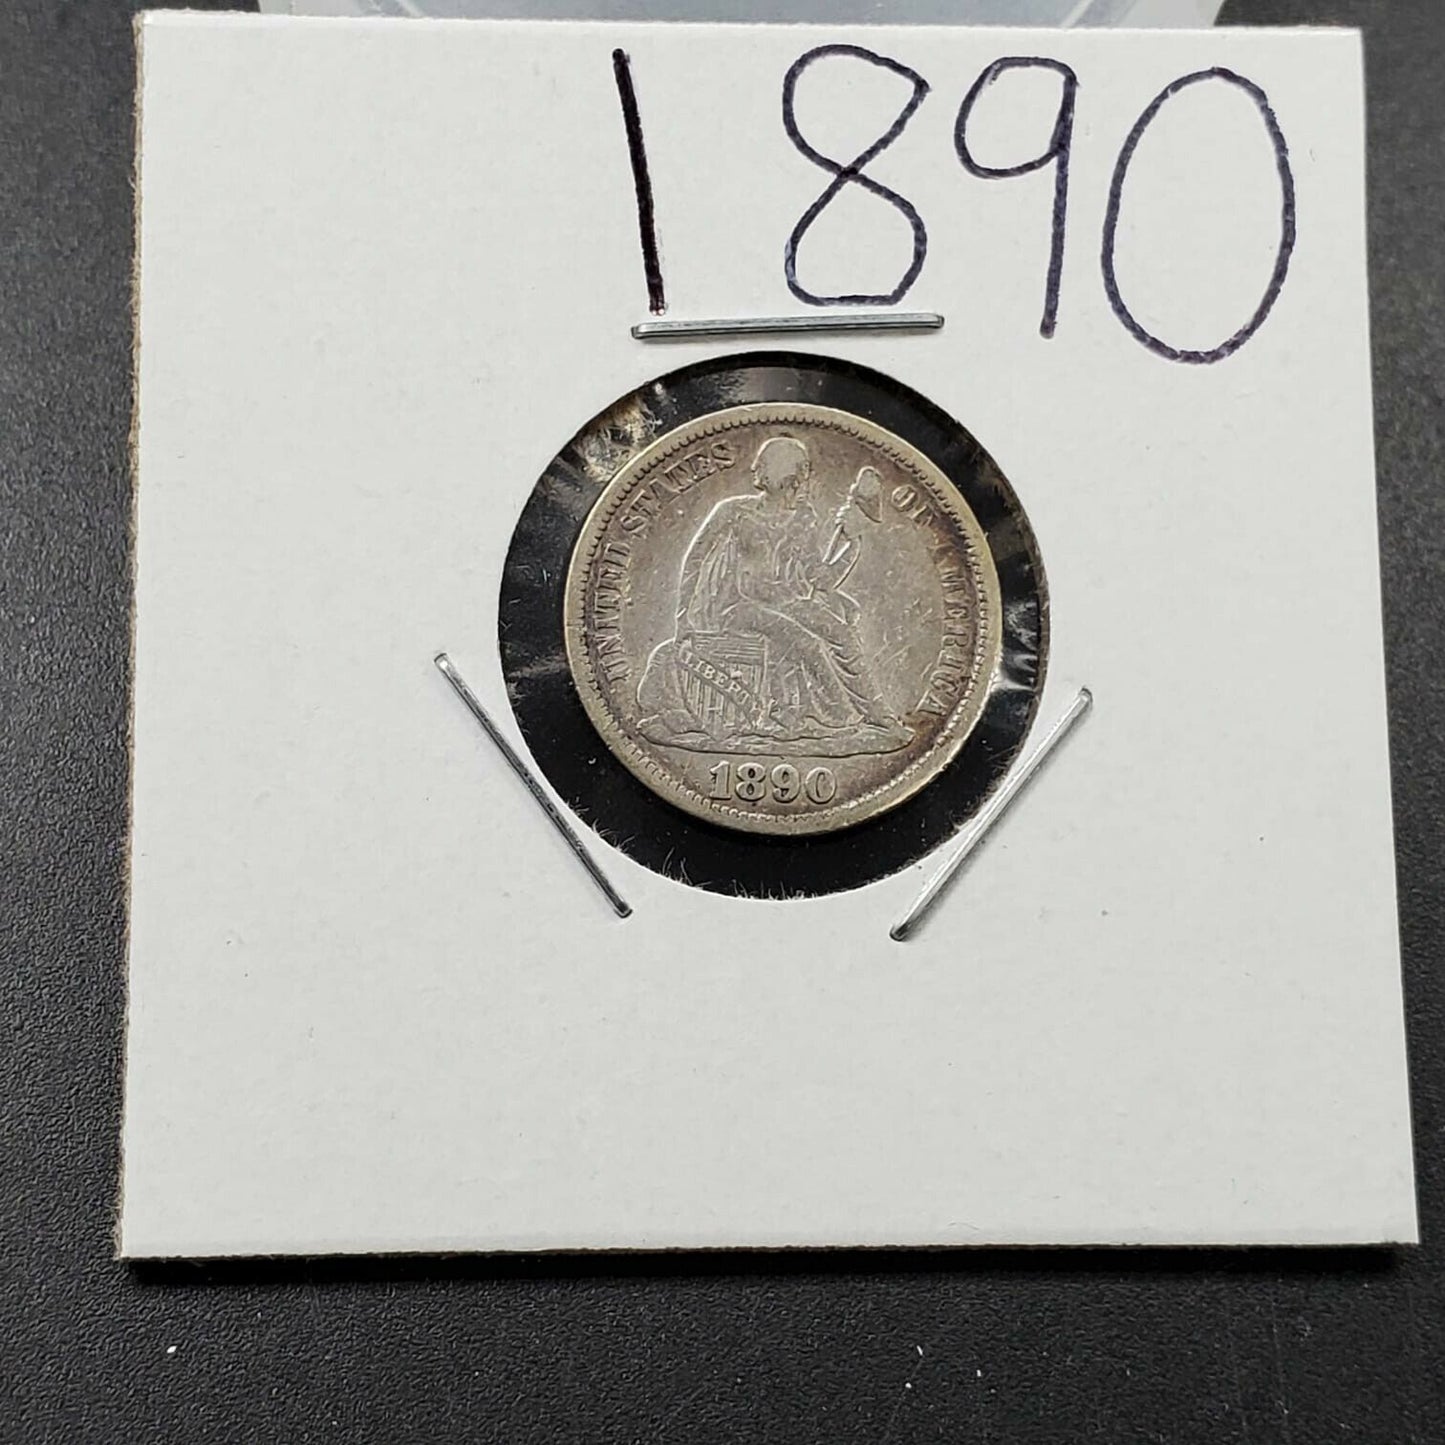 1890
UNITED STATES OF AMERICA
LIBERTY
1890